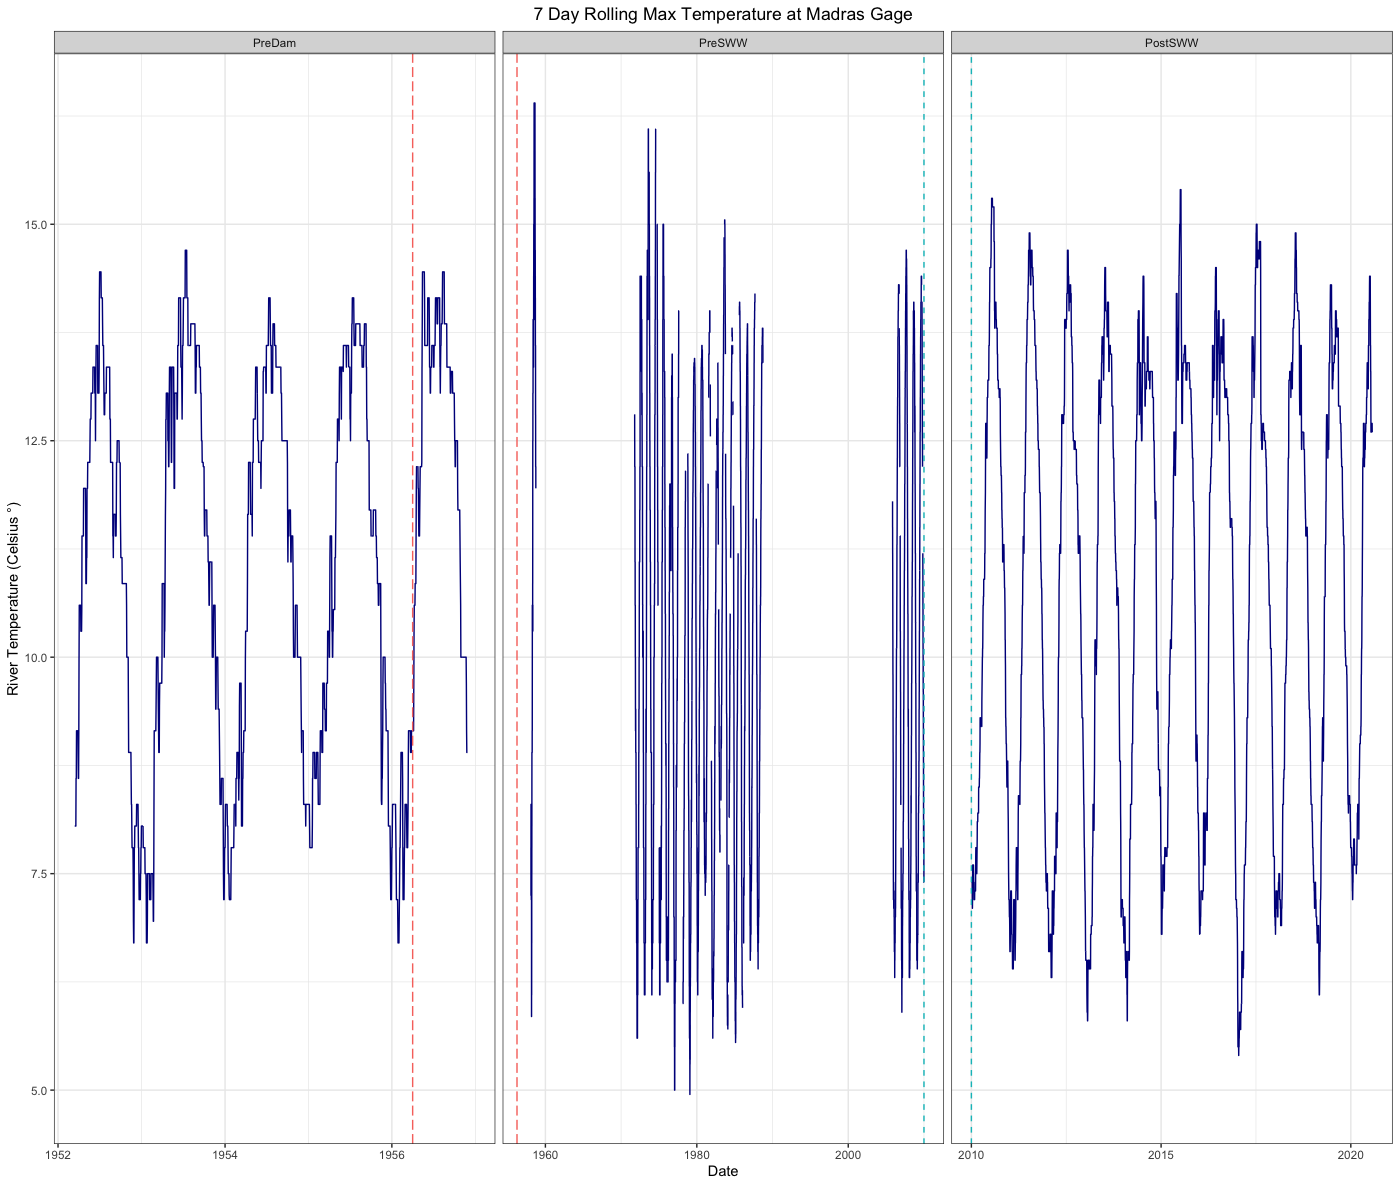 7 Day Rolling Max Temperature at Madras Gage
PreDam
PreSWW
PostSWW
River Temperature (Celsius °)
15.0
12.5
10.0
7.5
5.0
1952
1954
1956
1960
1980
2000
2010
2015
2020
Date